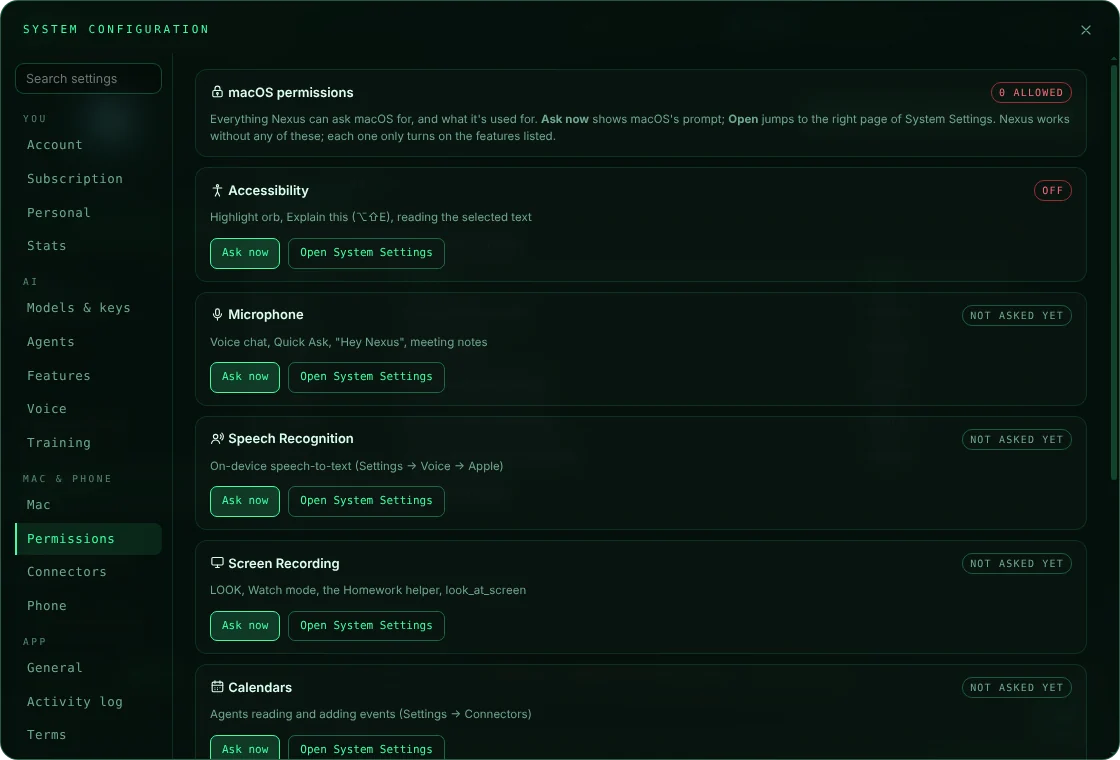 SYSTEM CONFIGURATION
Search settings
YOU
Account
Subscription
Personal
Stats
AI
Models & keys
Agents
Features
Voice
Training
MAC & PHONE
Mac
Permissions
Connectors
Phone
APP
General
Activity log
Terms
macOS permissions
0 ALLOWED
Everything Nexus can ask macOS for, and what it's used for. Ask now shows macOS's prompt; Open jumps to the right page of System Settings. Nexus works
without any of these; each one only turns on the features listed.
Accessibility
OFF
Highlight orb, Explain this (⌥⇧E), reading the selected text
Ask now
Open System Settings
Microphone
NOT ASKED YET
Voice chat, Quick Ask, "Hey Nexus", meeting notes
Ask now
Open System Settings
Speech Recognition
NOT ASKED YET
On-device speech-to-text (Settings → Voice → Apple)
Ask now
Open System Settings
Screen Recording
NOT ASKED YET
LOOK, Watch mode, the Homework helper, look_at_screen
Ask now
Open System Settings
Calendars
NOT ASKED YET
Agents reading and adding events (Settings → Connectors)
Ask now
Open System Settings